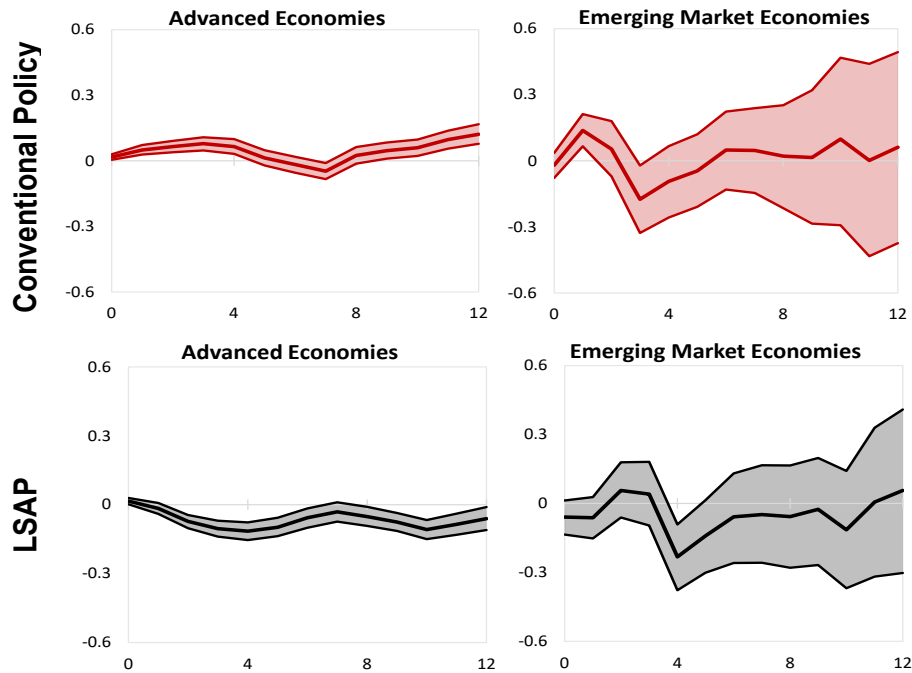 Conventional Policy
Advanced Economies
0.6
0.3
0
-0.3
-0.6
0 4 8 12
Emerging Market Economies
0.6
0.3
0
-0.3
-0.6
0 4 8 12
LSAP
Advanced Economies
0.6
0.3
0
-0.3
-0.6
0 4 8 12
Emerging Market Economies
0.6
0.3
0
-0.3
-0.6
0 4 8 12